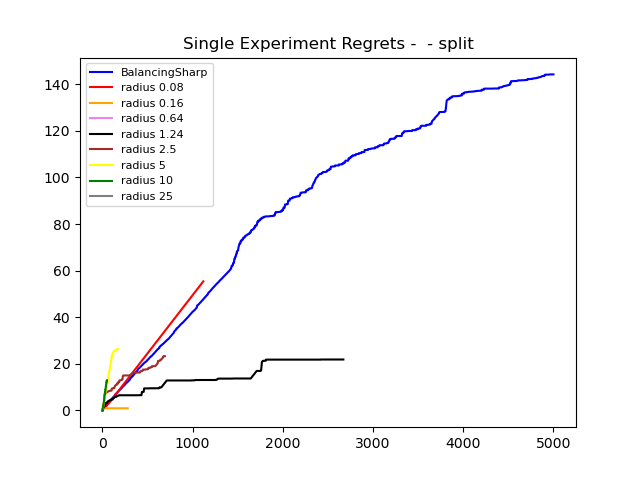 Single Experiment Regrets -  - split
BalancingSharp
radius 0.08
radius 0.16
radius 0.64
radius 1.24
radius 2.5
radius 5
radius 10
radius 25
140
120
100
80
60
40
20
0
0 1000 2000 3000 4000 5000